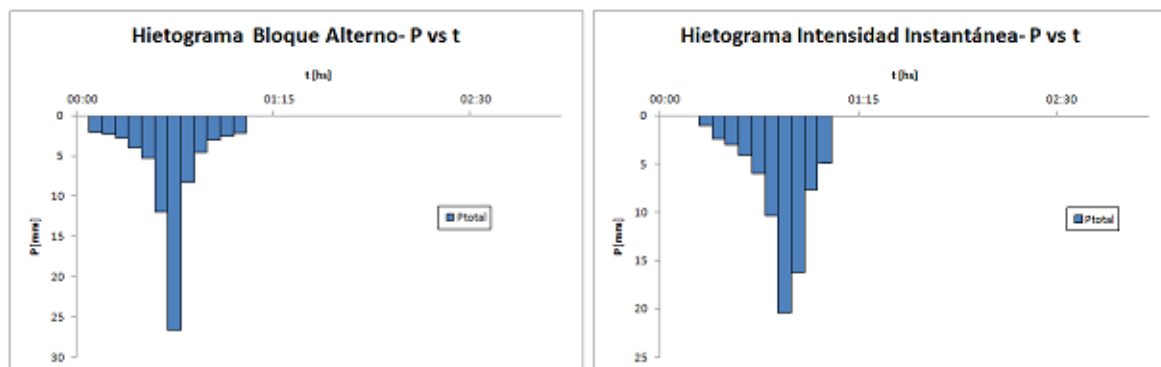 Hietograma Bloque Alterno- P vs t
t [hs]
00:00 01:15 02:30
0
5
10
15
20
25
30
P [mm]
Ptotal
Hietograma Intensidad Instantánea- P vs t
t [hs]
00:00 01:15 02:30
0
5
10
15
20
25
P [mm]
Ptotal